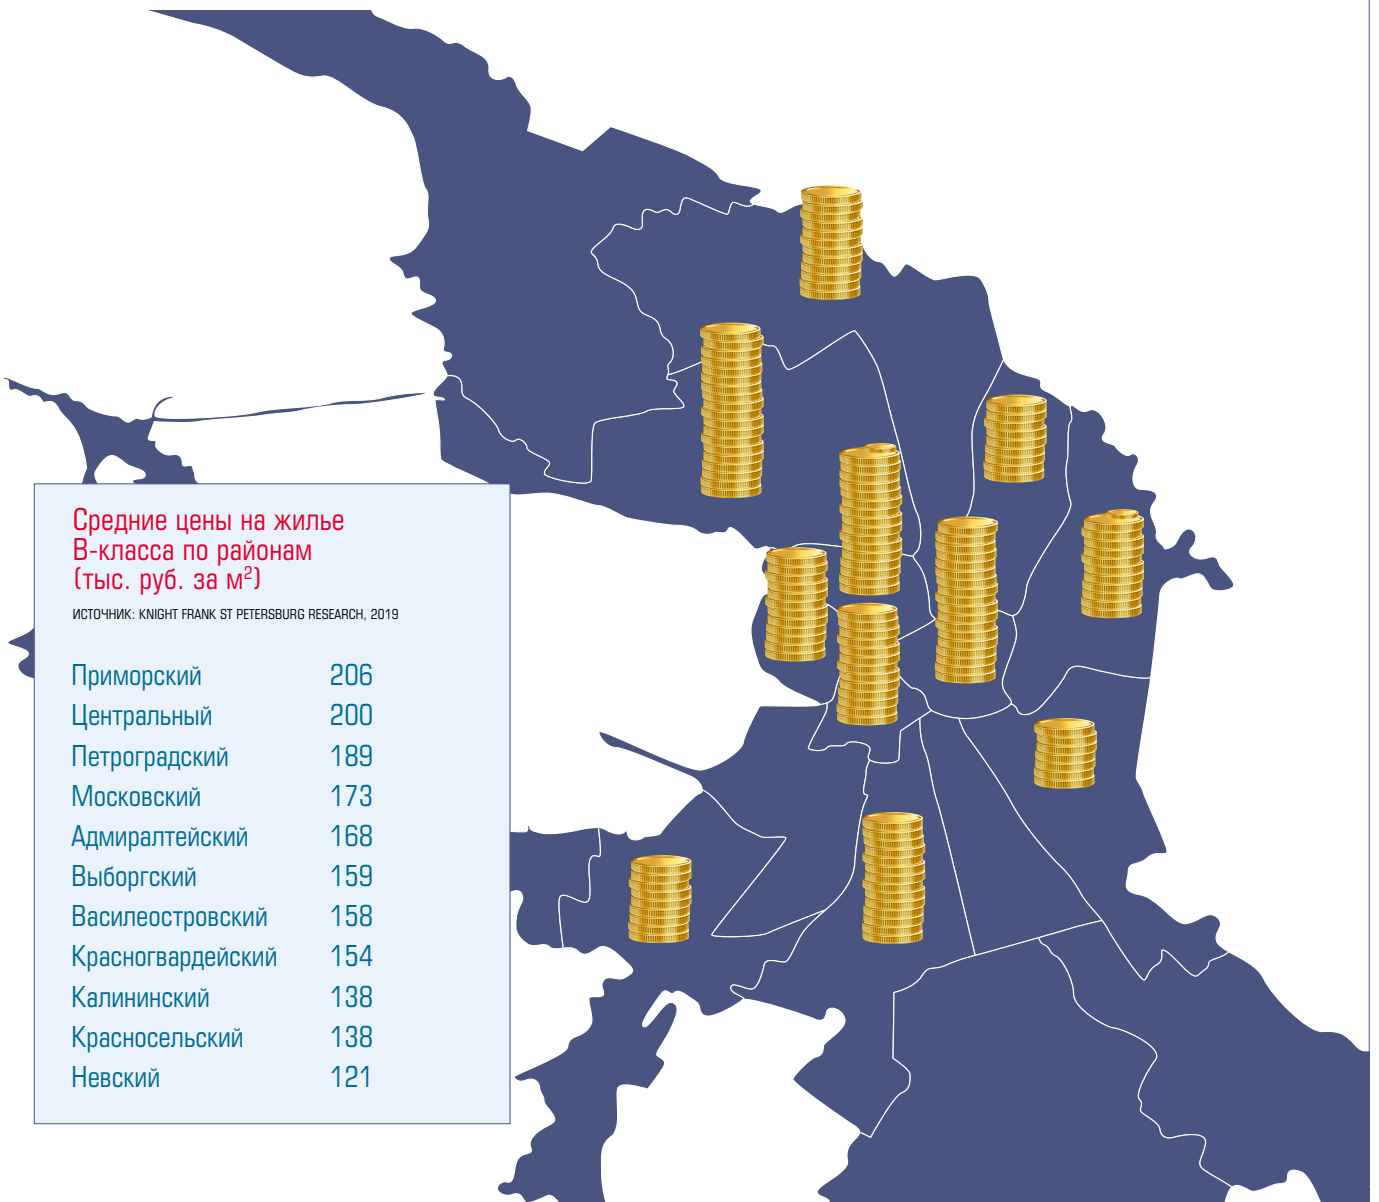 Средние цены на жилье
В-класса по районам
(тыс. руб. за м²)
ИСТОЧНИК: KNIGHT FRANK ST PETERSBURG RESEARCH, 2019
Приморский 206
Центральный 200
Петроградский 189
Московский 173
Адмиралтейский 168
Выборгский 159
Василеостровский 158
Красногвардейский 154
Калининский 138
Красносельский 138
Невский 121